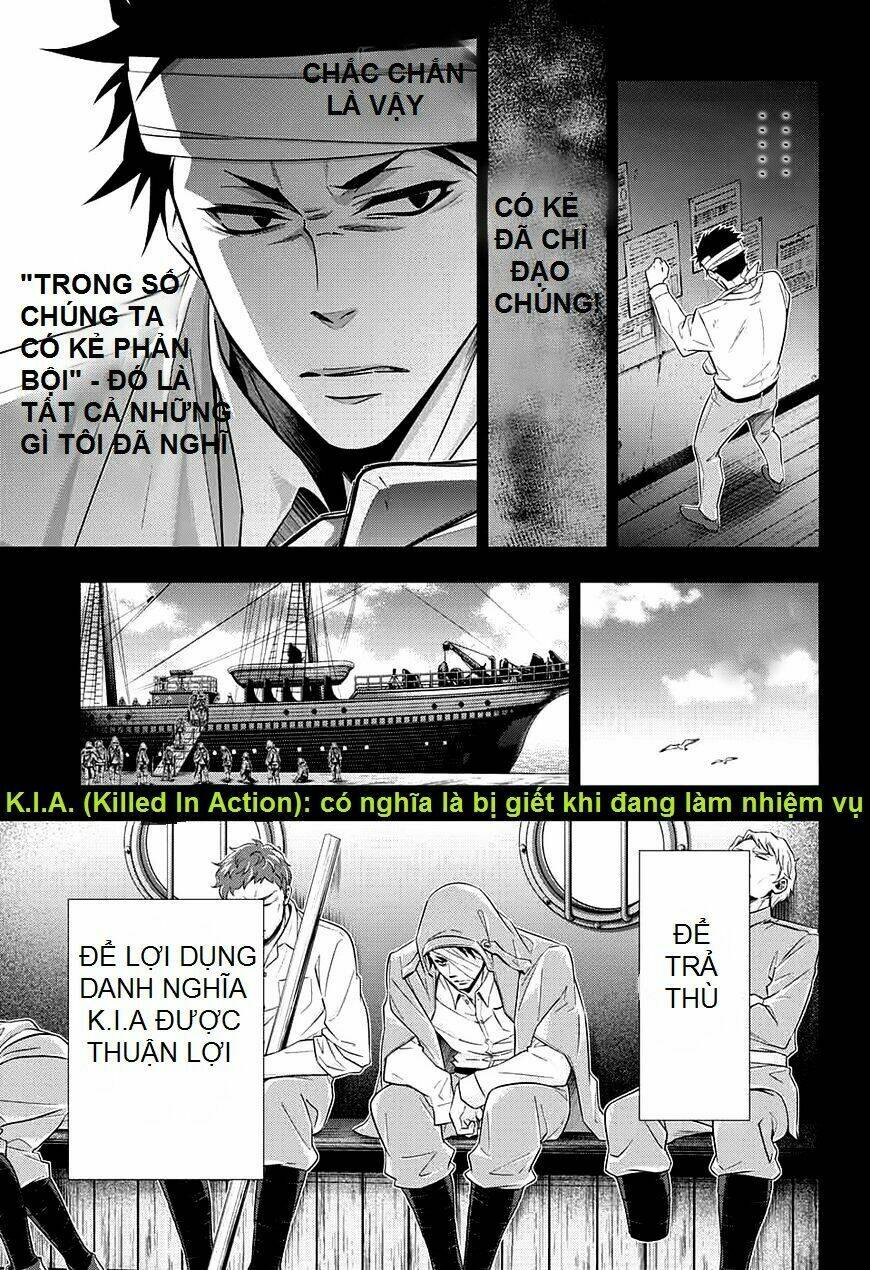 CÓ KẺ
ĐÃ CHỈ
ĐẠO
CHÚNG!
CHẮC CHẮN
LÀ VẬY
"TRONG SỐ
CHÚNG TA
CÓ KẺ PHẢN
BỘI" - ĐÓ LÀ
TẤT CẢ NHỮNG
GÌ TÔI ĐÃ NGHĨ
K.I.A. (Killed In Action): có nghĩa là bị giết khi đang làm nhiệm vụ
ĐỂ
TRẢ
THÙ
ĐỂ LỢI DỤNG
DANH NGHĨA
K.I.A ĐƯỢC
THUẬN LỢI